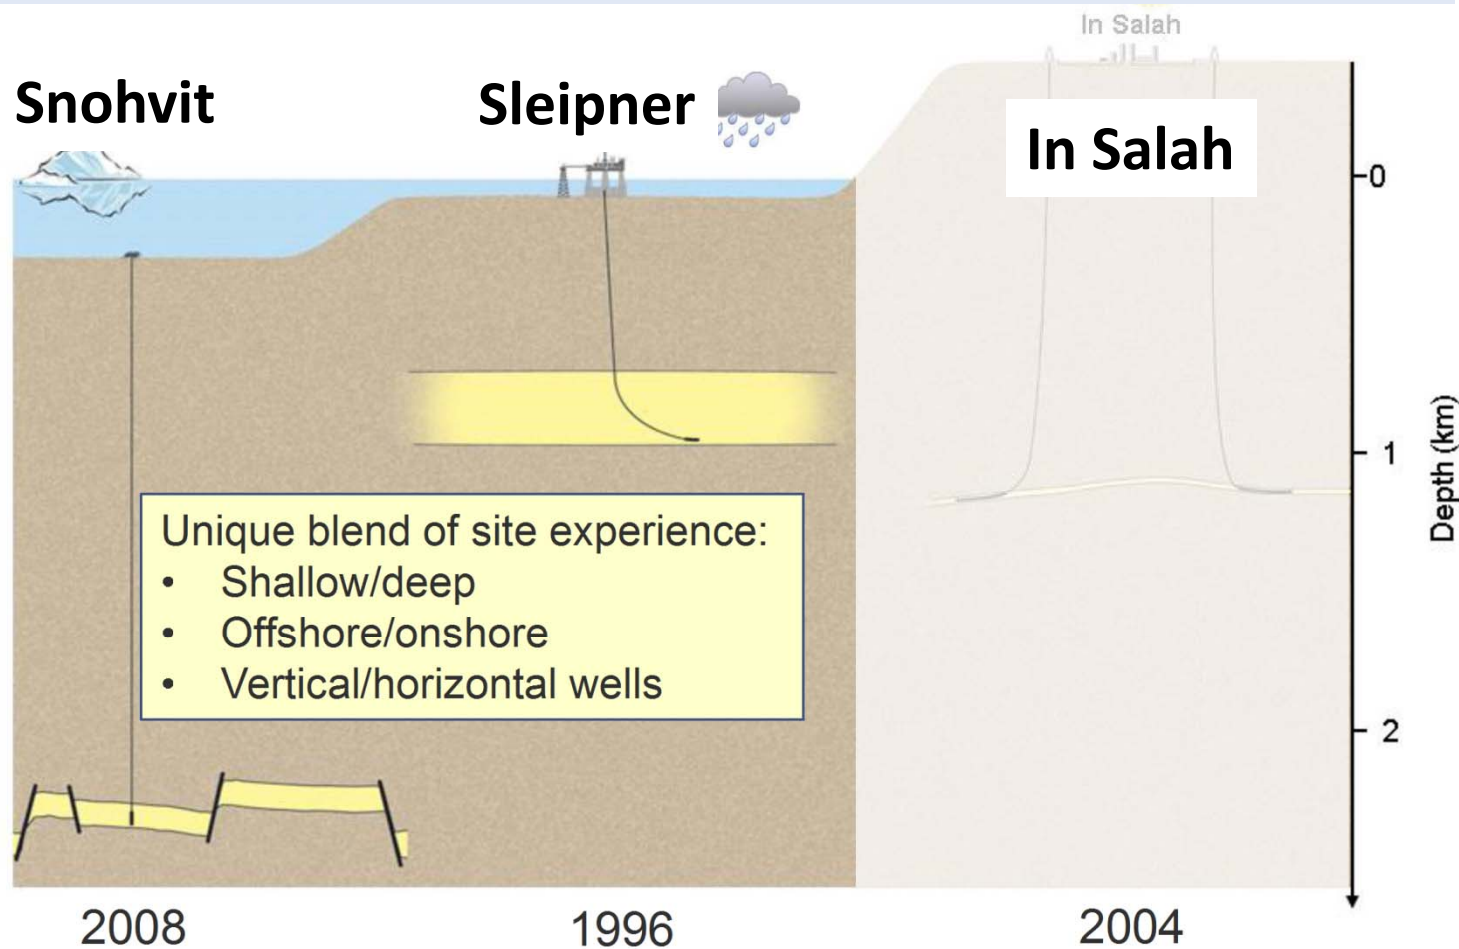 In Salah
Snohvit
Sleipner
In Salah
0
1
2
Depth (km)
Unique blend of site experience:
• Shallow/deep
• Offshore/onshore
• Vertical/horizontal wells
2008
1996
2004